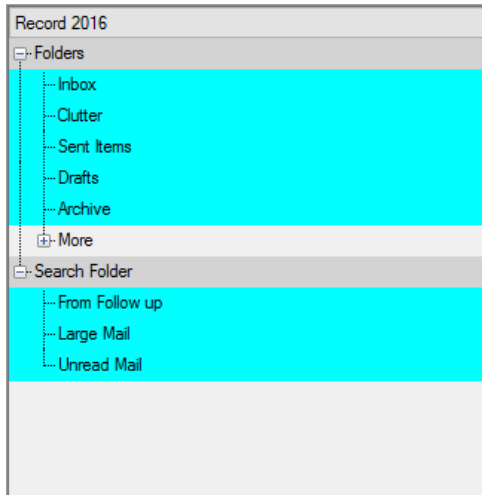 Record 2016
Folders
Inbox
Clutter
Sent Items
Drafts
Archive
More
Search Folder
From Follow up
Large Mail
Unread Mail